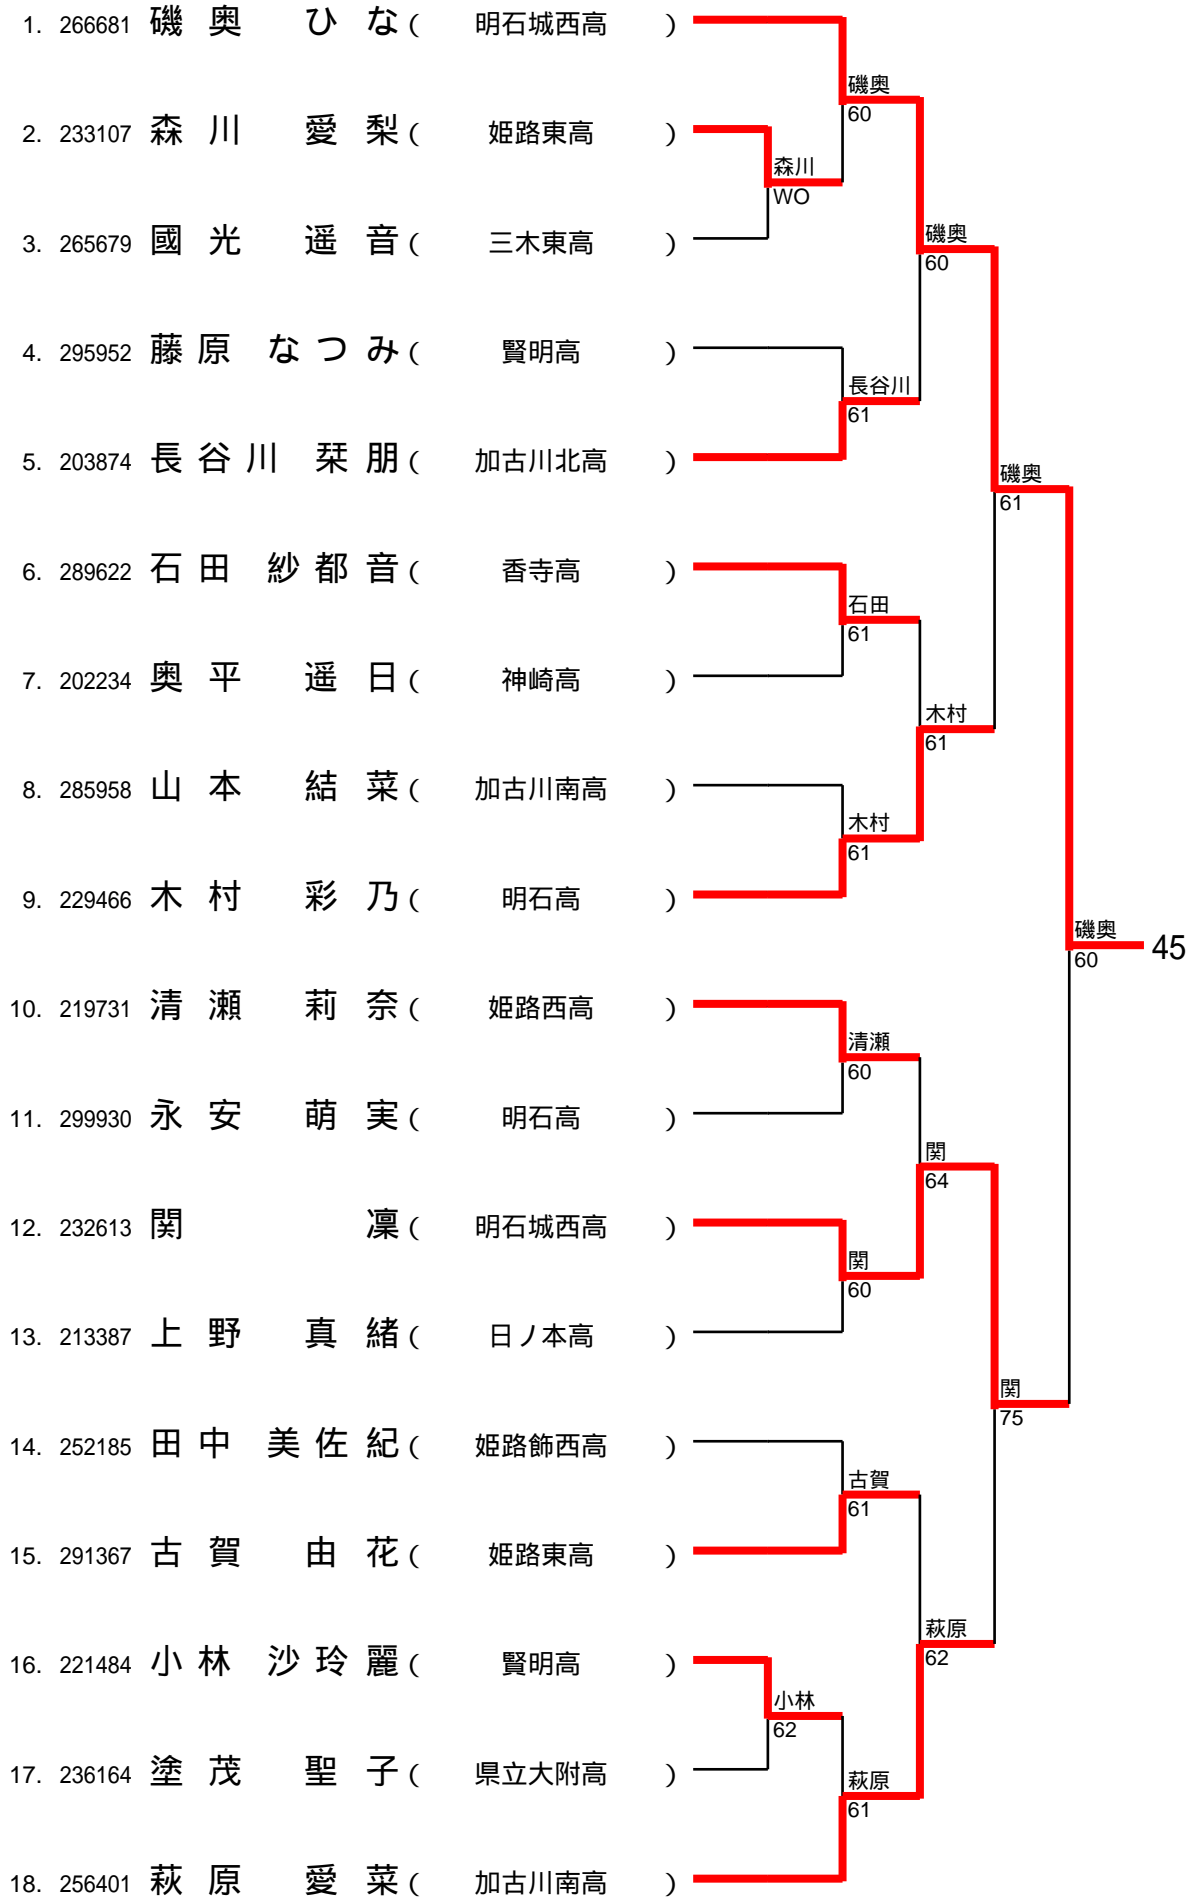 1. 266681 磯奥 ひな ( 明石城西高 )
磯奥
60
2. 233107 森川 愛梨 ( 姫路東高 )
森川
WO
3. 265679 國光 遥音 ( 三木東高 )
磯奥
60
4. 295952 藤原 なつみ ( 賢明高 )
長谷川
61
5. 203874 長谷川 栞朋 ( 加古川北高 )
磯奥
61
6. 289622 石田 紗都音 ( 香寺高 )
石田
61
7. 202234 奥平 遥日 ( 神崎高 )
木村
61
8. 285958 山本 結菜 ( 加古川南高 )
木村
61
9. 229466 木村 彩乃 ( 明石高 )
磯奥
60
45
10. 219731 清瀬 莉奈 ( 姫路西高 )
清瀬
60
11. 299930 永安 萌実 ( 明石高 )
関
64
12. 232613 関 凜 ( 明石城西高 )
関
60
13. 213387 上野 真緒 ( 日ノ本高 )
関
75
14. 252185 田中 美佐紀 ( 姫路飾西高 )
古賀
61
15. 291367 古賀 由花 ( 姫路東高 )
萩原
62
16. 221484 小林 沙玲麗 ( 賢明高 )
小林
62
17. 236164 塗茂 聖子 ( 県立大附高 )
萩原
61
18. 256401 萩原 愛菜 ( 加古川南高 )